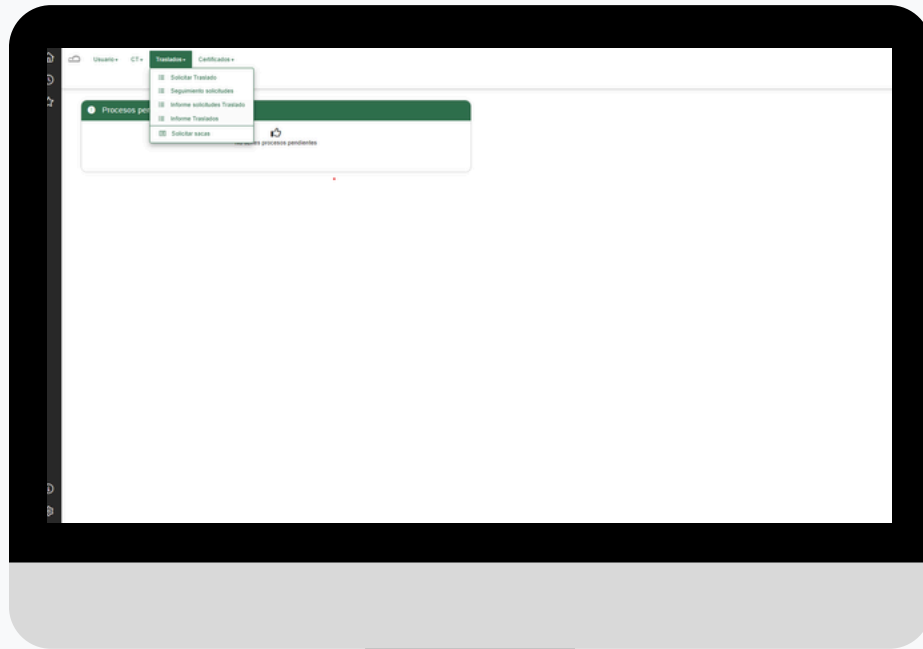 Usuario CT Traslados Certificados
Solicitar Traslado
Seguimiento solicitudes
Informe solicitudes Traslado
Informe Traslados
Solicitar sacas
Procesos pen
procesos pendientes